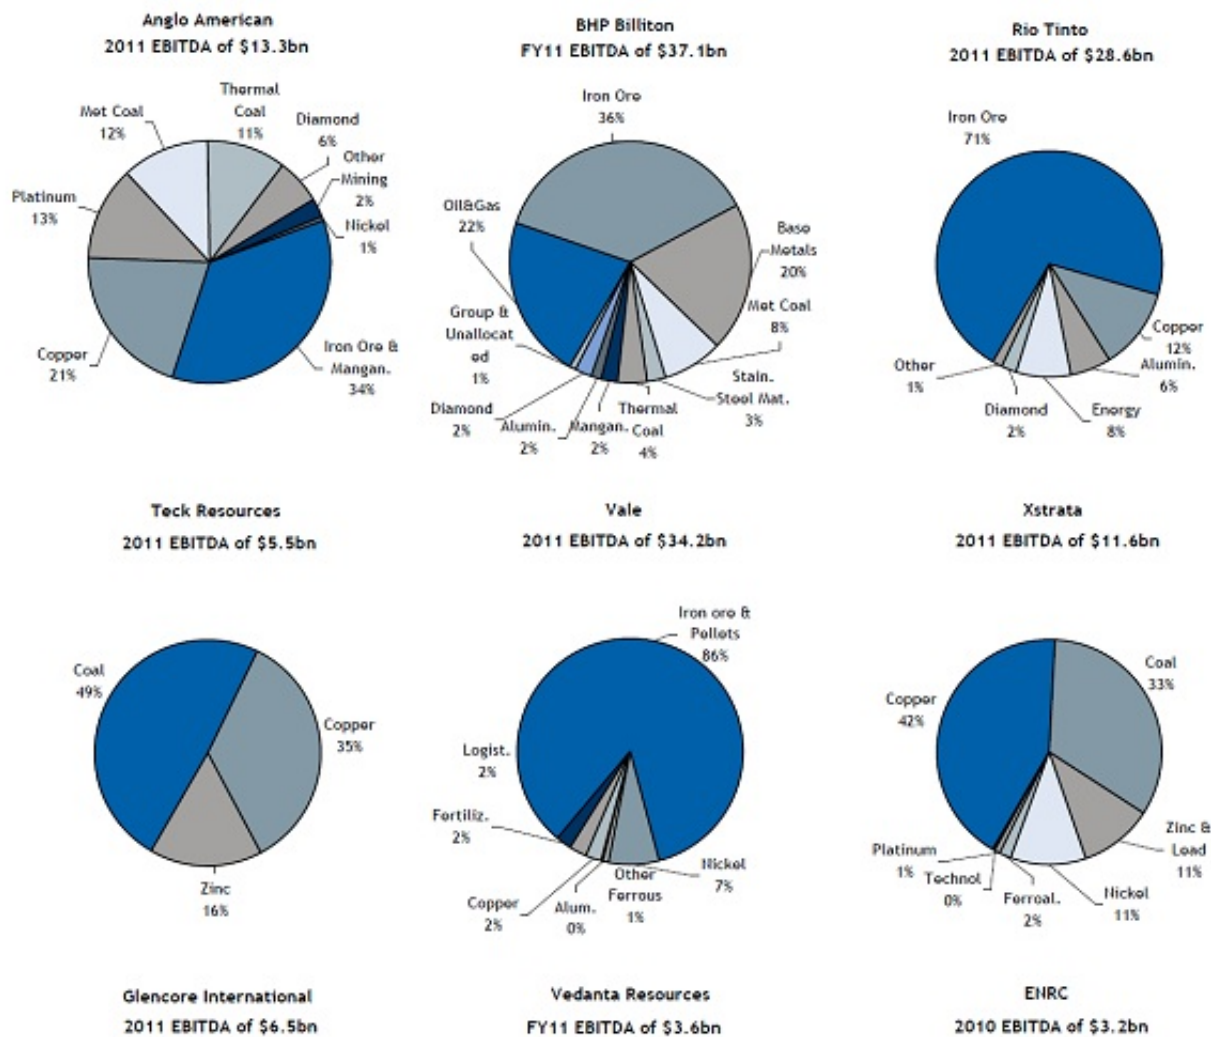 Anglo American
2011 EBITDA of $13.3bn
Thermal
Coal
11%
Met Coal
12%
Diamond
6%
Other
Mining
2%
Nickel
1%
Platinum
13%
Copper
21%
Iron Ore &
Mangan.
34%
BHP Billiton
FY11 EBITDA of $37.1bn
Iron Ore
36%
Oil&Gas
22%
Base
Metals
20%
Group &
Unallocat
ed
1%
Met Coal
8%
Stain.
Steel Mat.
3%
Diamond
2%
Alumin.
2%
Mangan.
2%
Thermal
Coal
4%
Rio Tinto
2011 EBITDA of $28.6bn
Iron Ore
71%
Copper
12%
Alumin.
6%
Other
1%
Diamond
2%
Energy
8%
Teck Resources
2011 EBITDA of $5.5bn
Coal
49%
Copper
35%
Zinc
16%
Vale
2011 EBITDA of $34.2bn
Iron ore &
Pellets
86%
Logist.
2%
Fortiliz.
2%
Copper
2%
Alum.
0%
Other
Ferrous
1%
Nickel
7%
Xstrata
2011 EBITDA of $11.6bn
Coal
33%
Copper
42%
Zinc &
Lead
11%
Platinum
1%
Technol
0%
Ferroal.
2%
Nickel
11%
Glencore International
2011 EBITDA of $6.5bn
Vedanta Resources
FY11 EBITDA of $3.6bn
ENRC
2010 EBITDA of $3.2bn